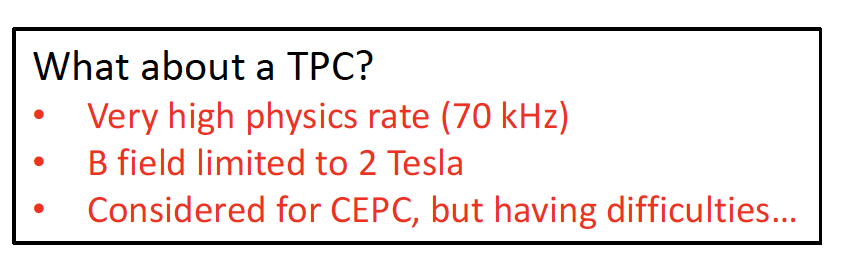 What about a TPC?
• Very high physics rate (70 kHz)
• B field limited to 2 Tesla
• Considered for CEPC, but having difficulties…